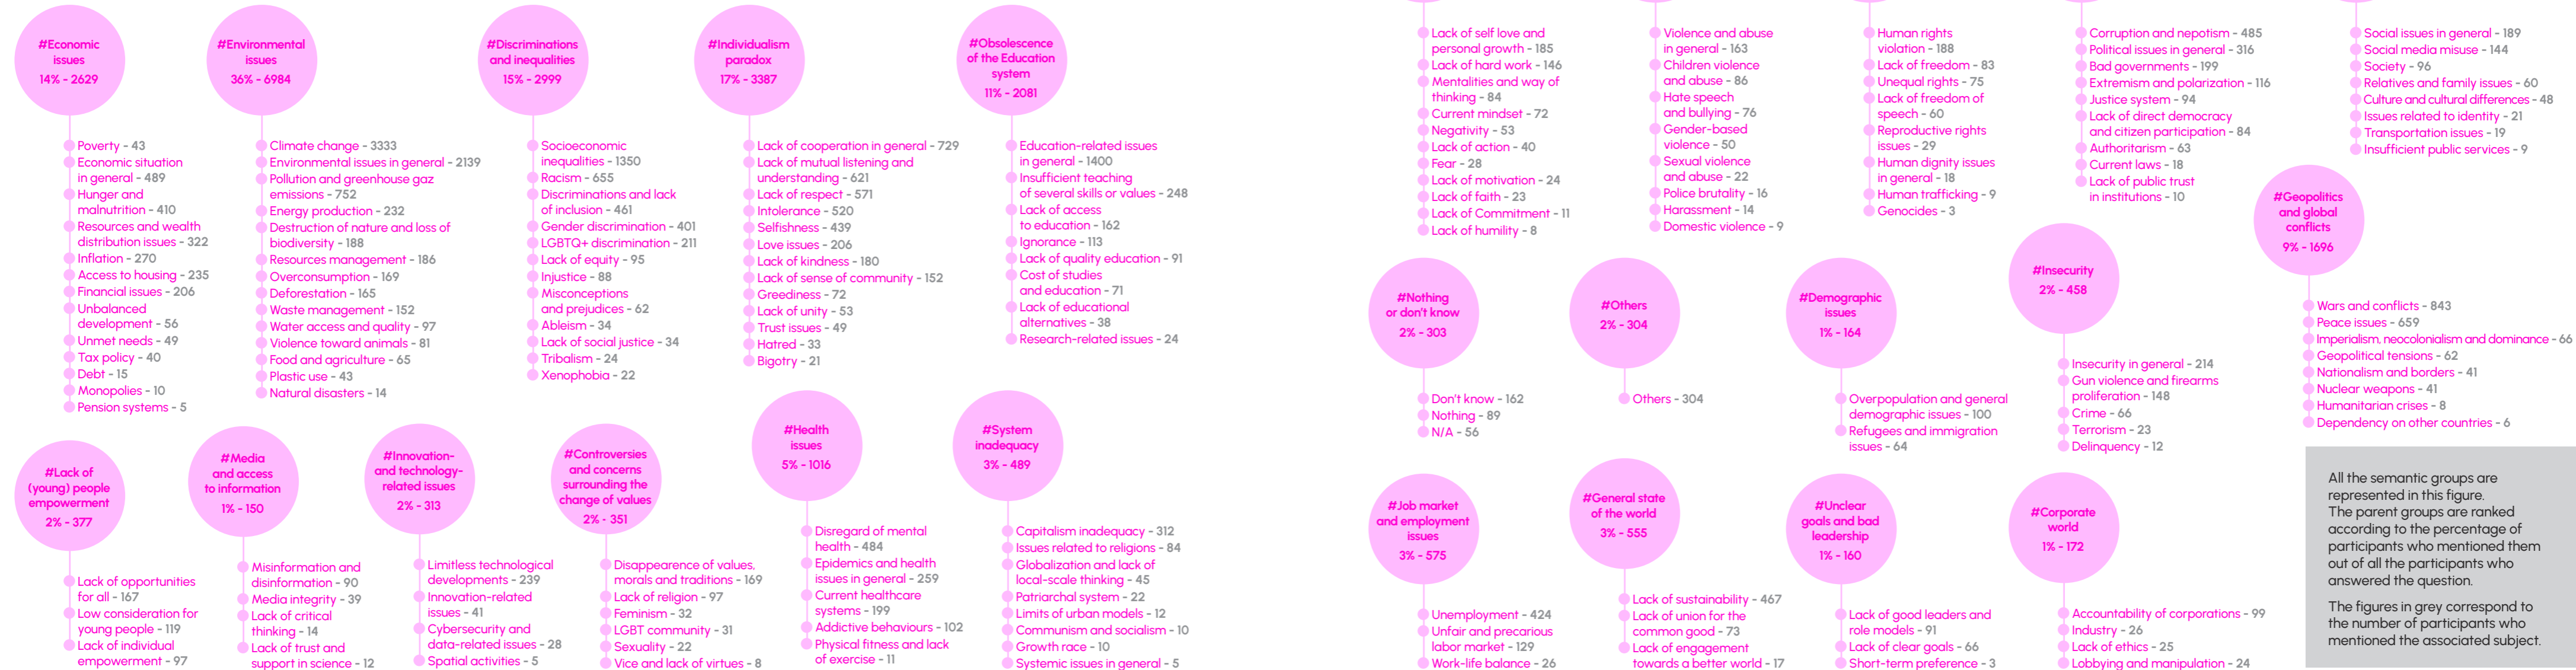 #Economic
issues
14% - 2629
Poverty - 43
Economic situation
in general - 489
Hunger and
malnutrition - 410
Resources and wealth
distribution issues - 322
Inflation - 270
Access to housing - 235
Financial issues - 206
Unbalanced
development - 56
Unmet needs - 49
Tax policy - 40
Debt - 15
Monopolies - 10
Pension systems - 5
#Environmental
issues
36% - 6984
Climate change - 3333
Environmental issues in general - 2139
Pollution and greenhouse gaz
emissions - 752
Energy production - 232
Destruction of nature and loss of
biodiversity - 188
Resources management - 186
Overconsumption - 169
Deforestation - 165
Waste management - 152
Water access and quality - 97
Violence toward animals - 81
Food and agriculture - 65
Plastic use - 43
Natural disasters - 14
#Discriminations
and inequalities
15% - 2999
Socioeconomic
inequalities - 1350
Racism - 655
Discriminations and lack
of inclusion - 461
Gender discrimination - 401
LGBTQ+ discrimination - 211
Lack of equity - 95
Injustice - 88
Misconceptions
and prejudices - 62
Ableism - 34
Lack of social justice - 34
Tribalism - 24
Xenophobia - 22
#Individualism
paradox
17% - 3387
Lack of cooperation in general - 729
Lack of mutual listening and
understanding - 621
Lack of respect - 571
Intolerance - 520
Selfishness - 439
Love issues - 206
Lack of kindness - 180
Lack of sense of community - 152
Greediness - 72
Lack of unity - 53
Trust issues - 49
Hatred - 33
Bigotry - 21
#Obsolescence
of the Education
system
11% - 2081
Education-related issues
in general - 1400
Insufficient teaching
of several skills or values - 248
Lack of access
to education - 162
Ignorance - 113
Lack of quality education - 91
Cost of studies
and education - 71
Lack of educational
alternatives - 38
Research-related issues - 24
#Lack of
(young) people
empowerment
2% - 377
Lack of opportunities
for all - 167
Low consideration for
young people - 119
Lack of individual
empowerment - 97
#Media
and access
to information
1% - 150
Misinformation and
disinformation - 90
Media integrity - 39
Lack of critical
thinking - 14
Lack of trust and
support in science - 12
#Innovation-
and technology-
related issues
2% - 313
Limitless technological
developments - 239
Innovation-related
issues - 41
Cybersecurity and
data-related issues - 28
Spatial activities - 5
#Controversies
and concerns
surrounding the
change of values
2% - 351
Disappearence of values,
morals and traditions - 169
Lack of religion - 97
Feminism - 32
LGBT community - 31
Sexuality - 22
Vice and lack of virtues - 8
#Health
issues
5% - 1016
Disregard of mental
health - 484
Epidemics and health
issues in general - 259
Current healthcare
systems - 199
Addictive behaviours - 102
Physical fitness and lack
of exercise - 11
#System
inadequacy
3% - 489
Capitalism inadequacy - 312
Issues related to religions - 84
Globalization and lack of
local-scale thinking - 45
Patriarchal system - 22
Limits of urban models - 12
Communism and socialism - 10
Growth race - 10
Systemic issues in general - 5
Lack of self love and
personal growth - 185
Lack of hard work - 146
Mentalities and way of
thinking - 84
Current mindset - 72
Negativity - 53
Lack of action - 40
Fear - 28
Lack of motivation - 24
Lack of faith - 23
Lack of Commitment - 11
Lack of humility - 8
Violence and abuse
in general - 163
Children violence
and abuse - 86
Hate speech
and bullying - 76
Gender-based
violence - 50
Sexual violence
and abuse - 22
Police brutality - 16
Harassment - 14
Domestic violence - 9
Human rights
violation - 188
Lack of freedom - 83
Unequal rights - 75
Lack of freedom of
speech - 60
Reproductive rights
issues - 29
Human dignity issues
in general - 18
Human trafficking - 9
Genocides - 3
Corruption and nepotism - 485
Political issues in general - 316
Bad governments - 199
Extremism and polarization - 116
Justice system - 94
Lack of direct democracy
and citizen participation - 84
Authoritarism - 63
Current laws - 18
Lack of public trust
in institutions - 10
Social issues in general - 189
Social media misuse - 144
Society - 96
Relatives and family issues - 60
Culture and cultural differences - 48
Issues related to identity - 21
Transportation issues - 19
Insufficient public services - 9
#Nothing
or don't know
2% - 303
Don't know - 162
Nothing - 89
N/A - 56
#Others
2% - 304
Others - 304
#Demographic
issues
1% - 164
Overpopulation and general
demographic issues - 100
Refugees and immigration
issues - 64
#Insecurity
2% - 458
Insecurity in general - 214
Gun violence and firearms
proliferation - 148
Crime - 66
Terrorism - 23
Delinquency - 12
#Geopolitics
and global
conflicts
9% - 1696
Wars and conflicts - 843
Peace issues - 659
Imperialism, neocolonialism and dominance - 66
Geopolitical tensions - 62
Nationalism and borders - 41
Nuclear weapons - 41
Humanitarian crises - 8
Dependency on other countries - 6
#Job market
and employment
issues
3% - 575
Unemployment - 424
Unfair and precarious
labor market - 129
Work-life balance - 26
#General state
of the world
3% - 555
Lack of sustainability - 467
Lack of union for the
common good - 73
Lack of engagement
towards a better world - 17
#Unclear
goals and bad
leadership
1% - 160
Lack of good leaders and
role models - 91
Lack of clear goals - 66
Short-term preference - 3
#Corporate
world
1% - 172
Accountability of corporations - 99
Industry - 26
Lack of ethics - 25
Lobbying and manipulation - 24
All the semantic groups are
represented in this figure.
The parent groups are ranked
according to the percentage of
participants who mentioned them
out of all the participants who
answered the question.
The figures in grey correspond to
the number of participants who
mentioned the associated subject.